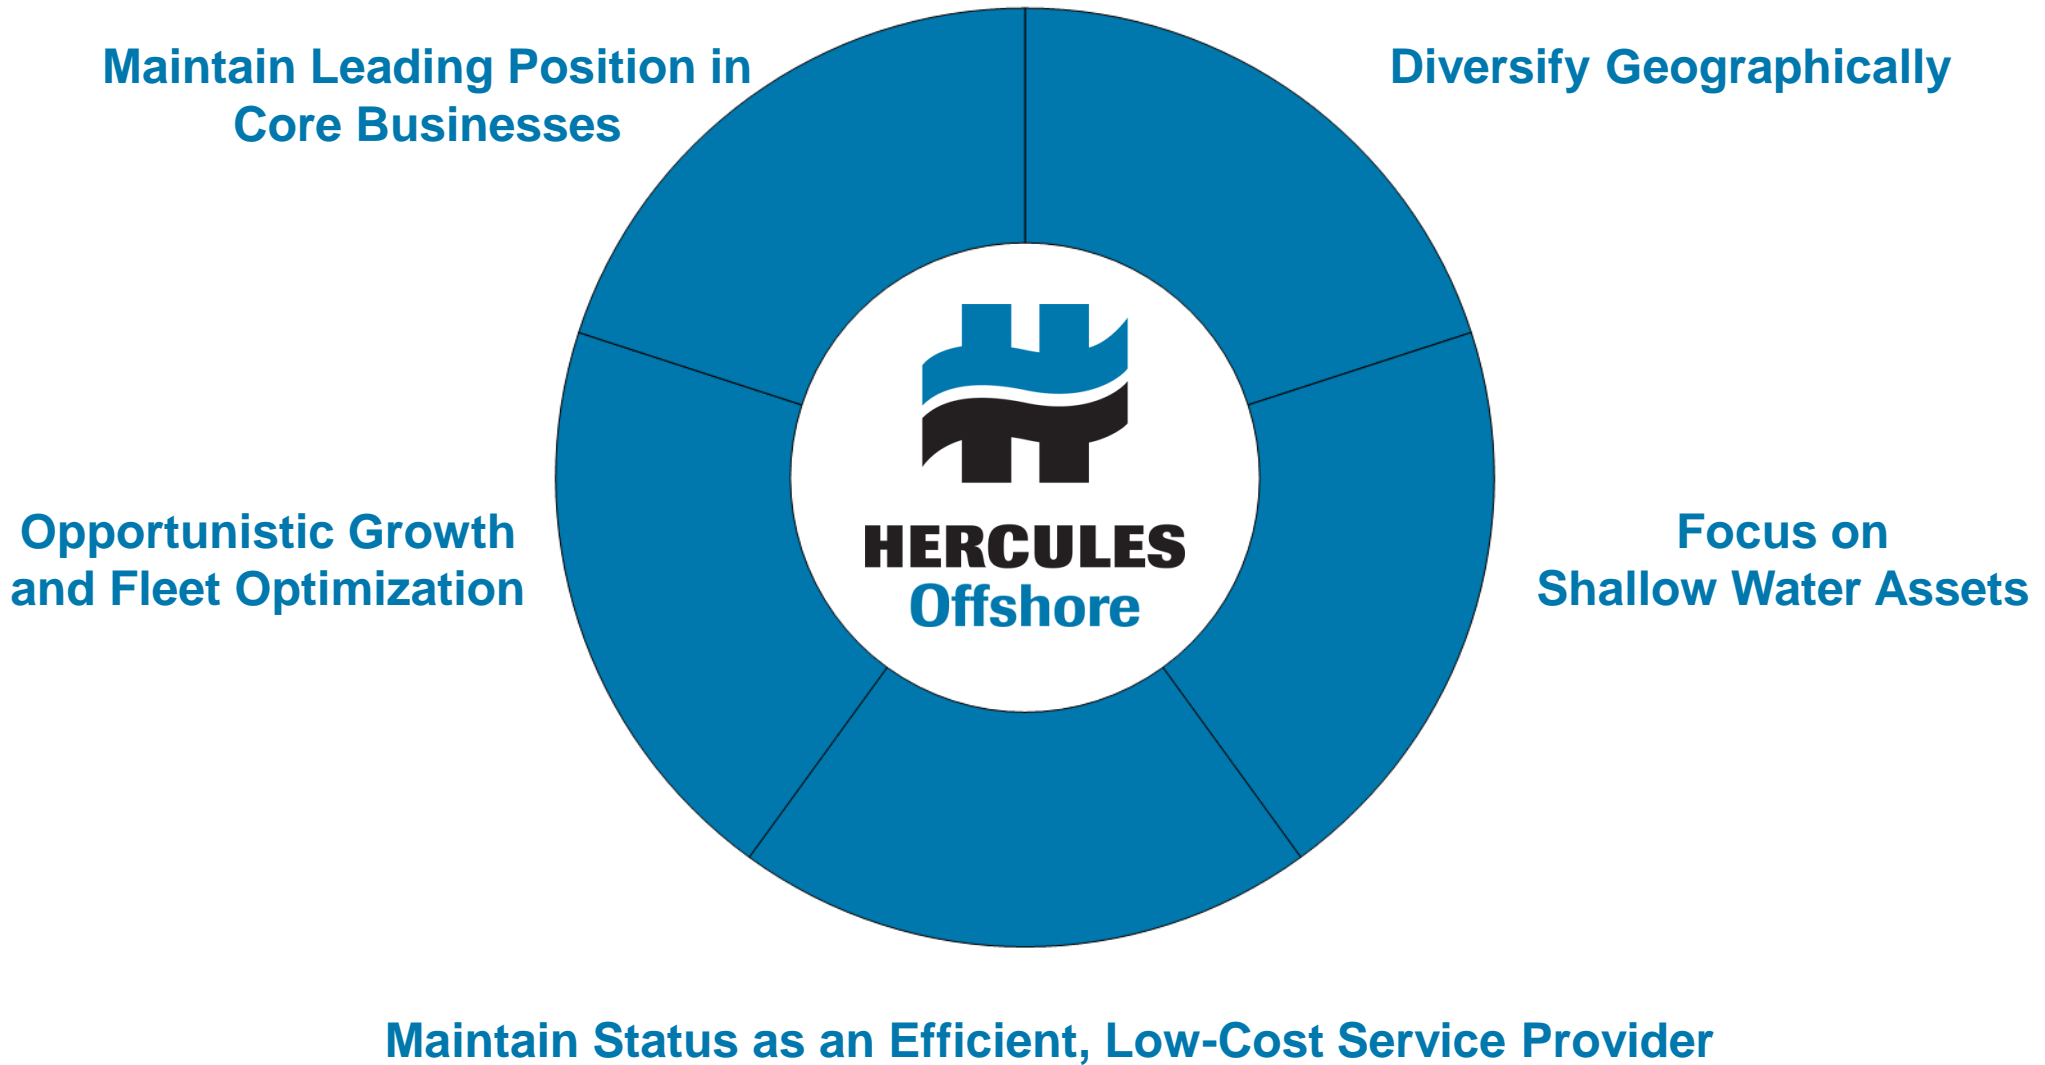 Maintain Leading Position in
Core Businesses
Diversify Geographically
HERCULES
Offshore
Opportunistic Growth
and Fleet Optimization
Focus on
Shallow Water Assets
Maintain Status as an Efficient, Low-Cost Service Provider